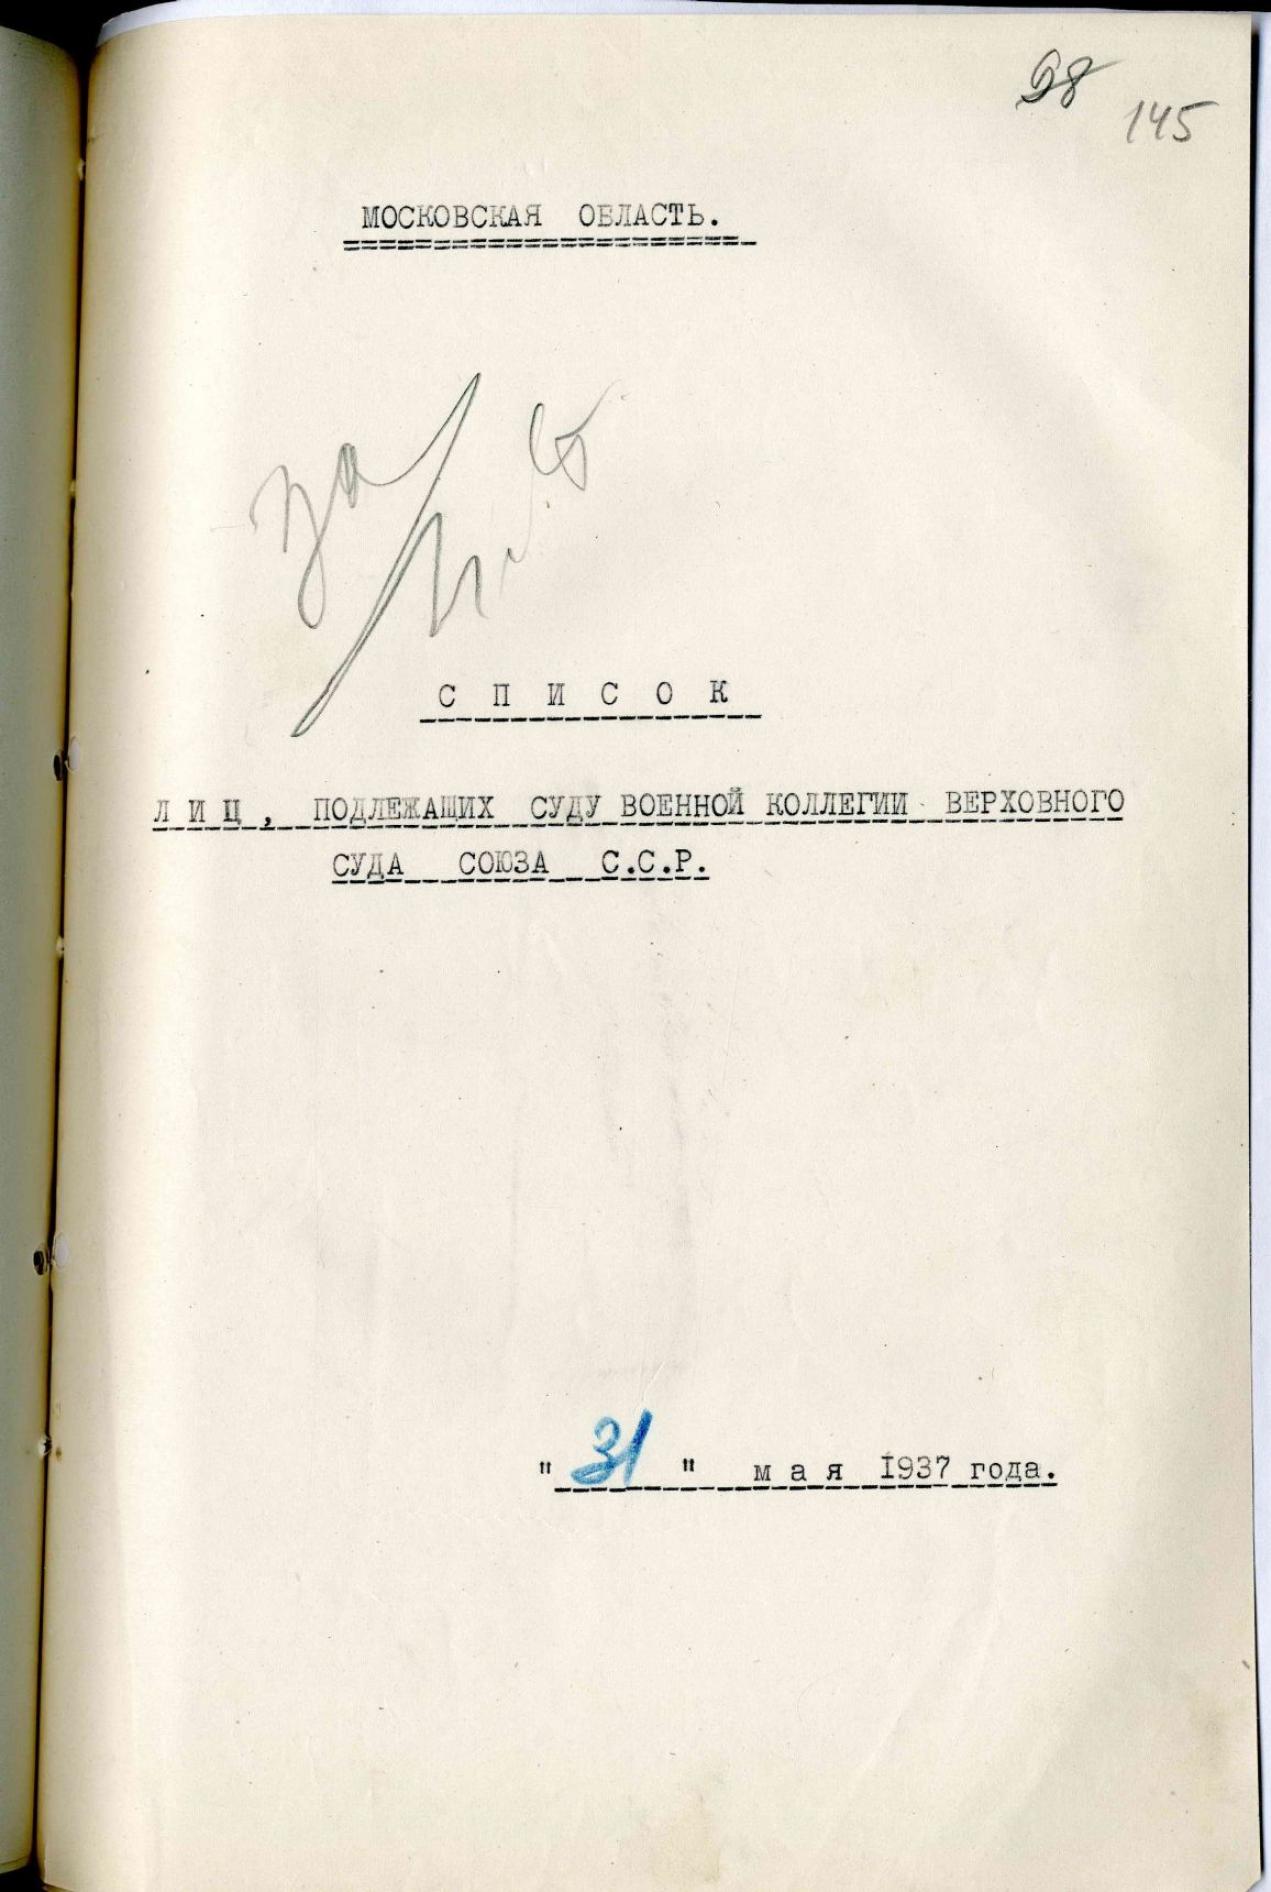 98
145
МОСКОВСКАЯ ОБЛАСТЬ.
За
С П И С О К
Л И Ц, ПОДЛЕЖАЩИХ СУДУ ВОЕННОЙ КОЛЛЕГИИ ВЕРХОВНОГО
СУДА СОЮЗА С.С.Р.
" 31 " м а я 1937 года.